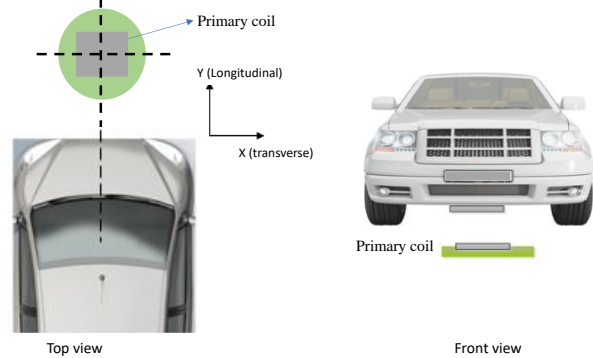 Primary coil
Y (Longitudinal)
X (transverse)
Primary coil
Top view
Front view